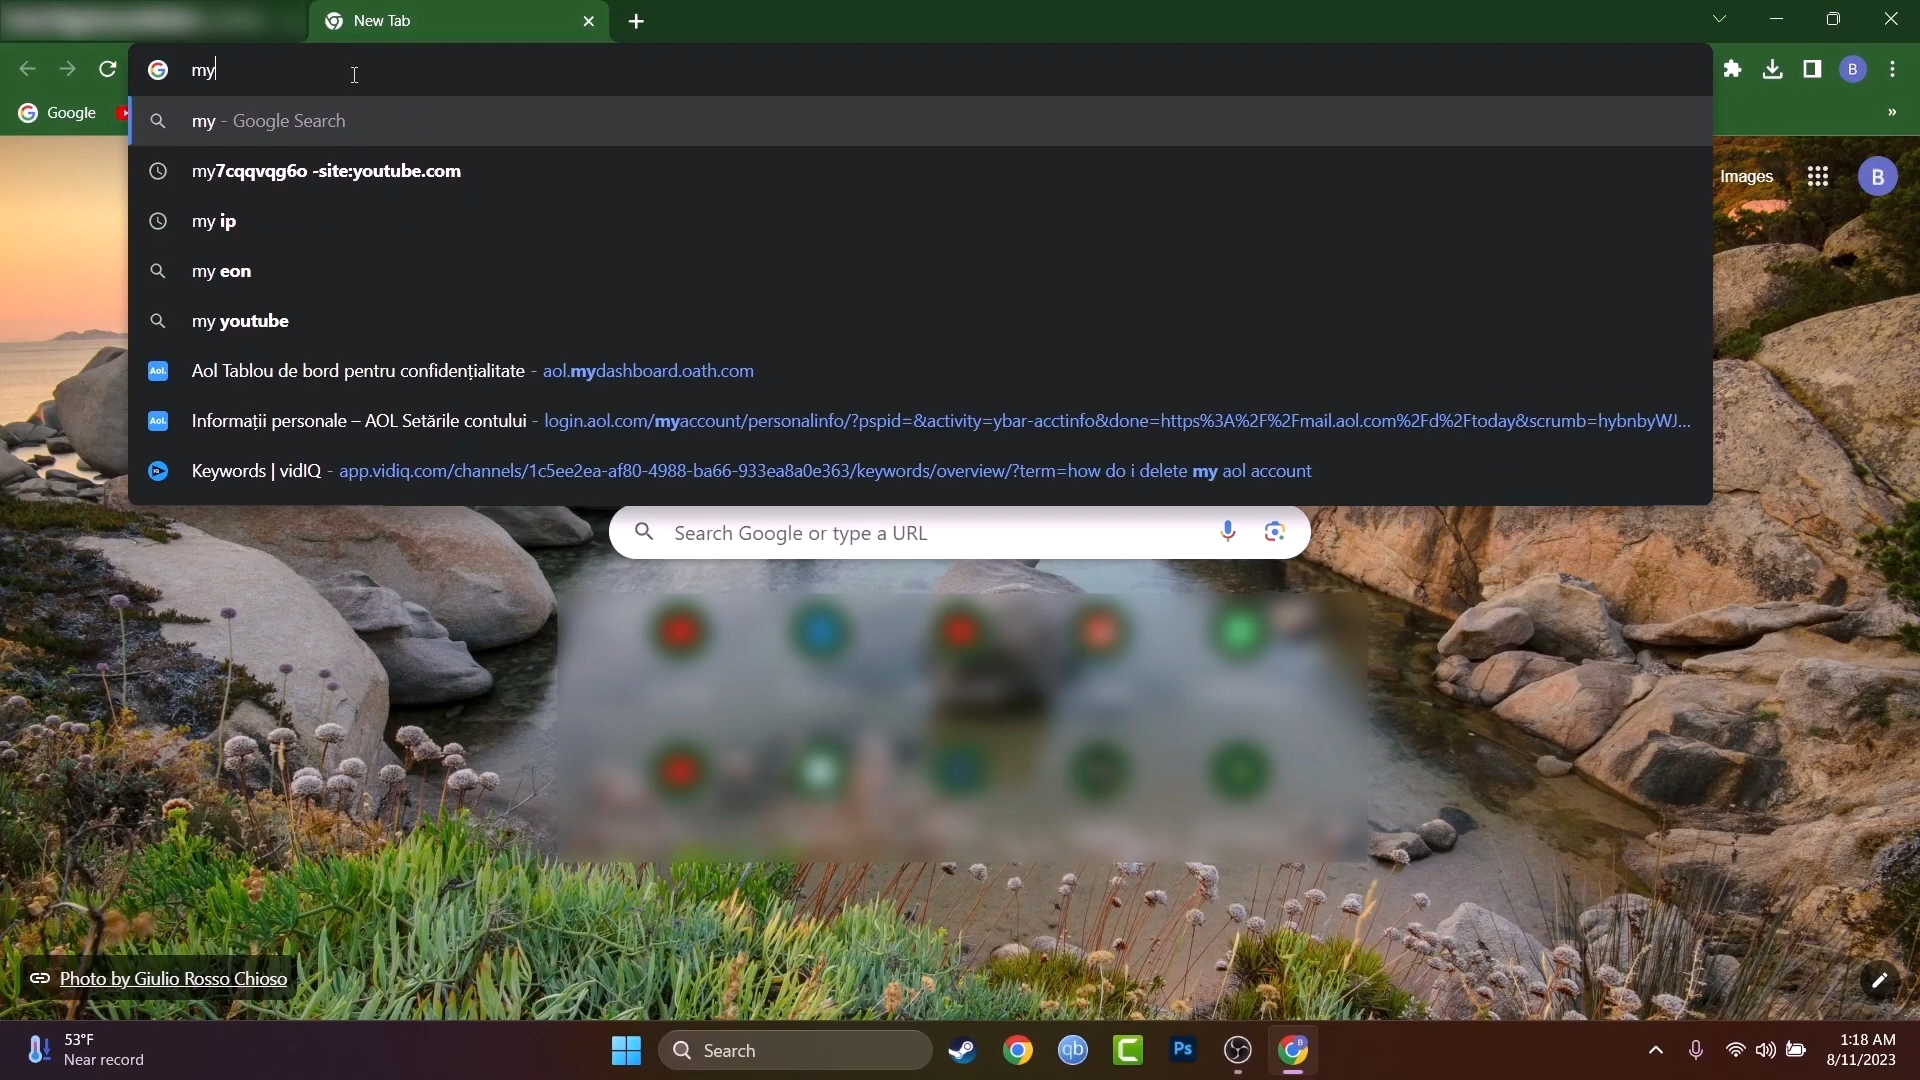 New Tab
my
Google
my - Google Search
my7cqqvqg6o -site:youtube.com
my ip
my eon
my youtube
Aol. Aol Tablou de bord pentru confidențialitate - aol.mydashboard.oath.com
Aol. Informații personale – AOL Setările contului - login.aol.com/myaccount/personalinfo/?pspid=&activity=ybar-acctinfo&done=https%3A%2F%2Fmail.aol.com%2Fd%2Ftoday&scrumb=hybnbyWJ...
Keywords | vidIQ - app.vidiq.com/channels/1c5ee2ea-af80-4988-ba66-933ea8a0e363/keywords/overview/?term=how do i delete my aol account
B
»
Images
B
Search Google or type a URL
Photo by Giulio Rosso Chioso
53°F
Near record
Search
qb
Ps
B
1:18 AM
8/11/2023